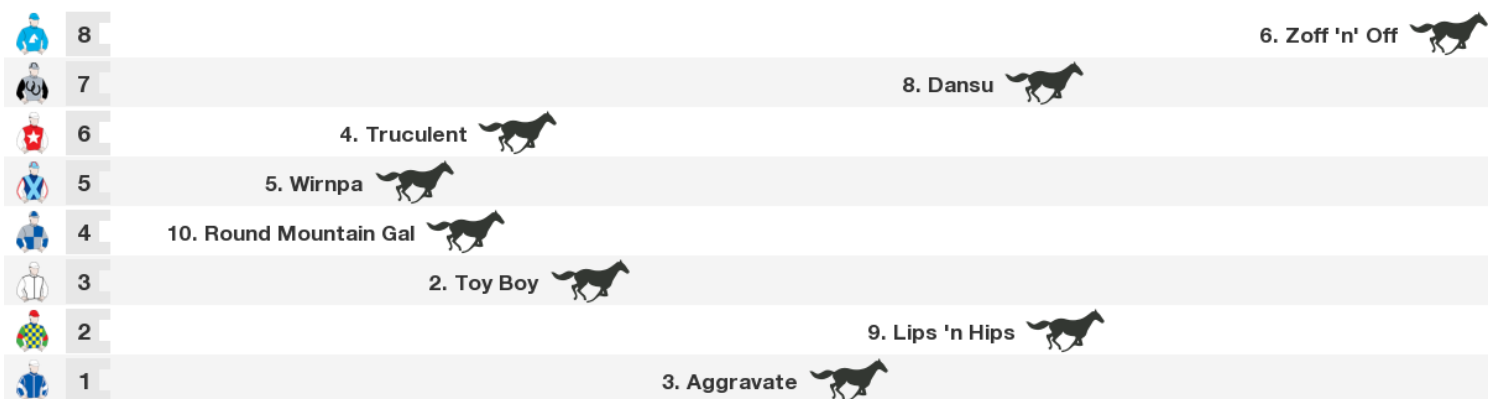 8 6. Zoff 'n' Off
7 8. Dansu
6 4. Truculent
5 5. Wirnpa
4 10. Round Mountain Gal
3 2. Toy Boy
2 9. Lips 'n Hips
1 3. Aggravate